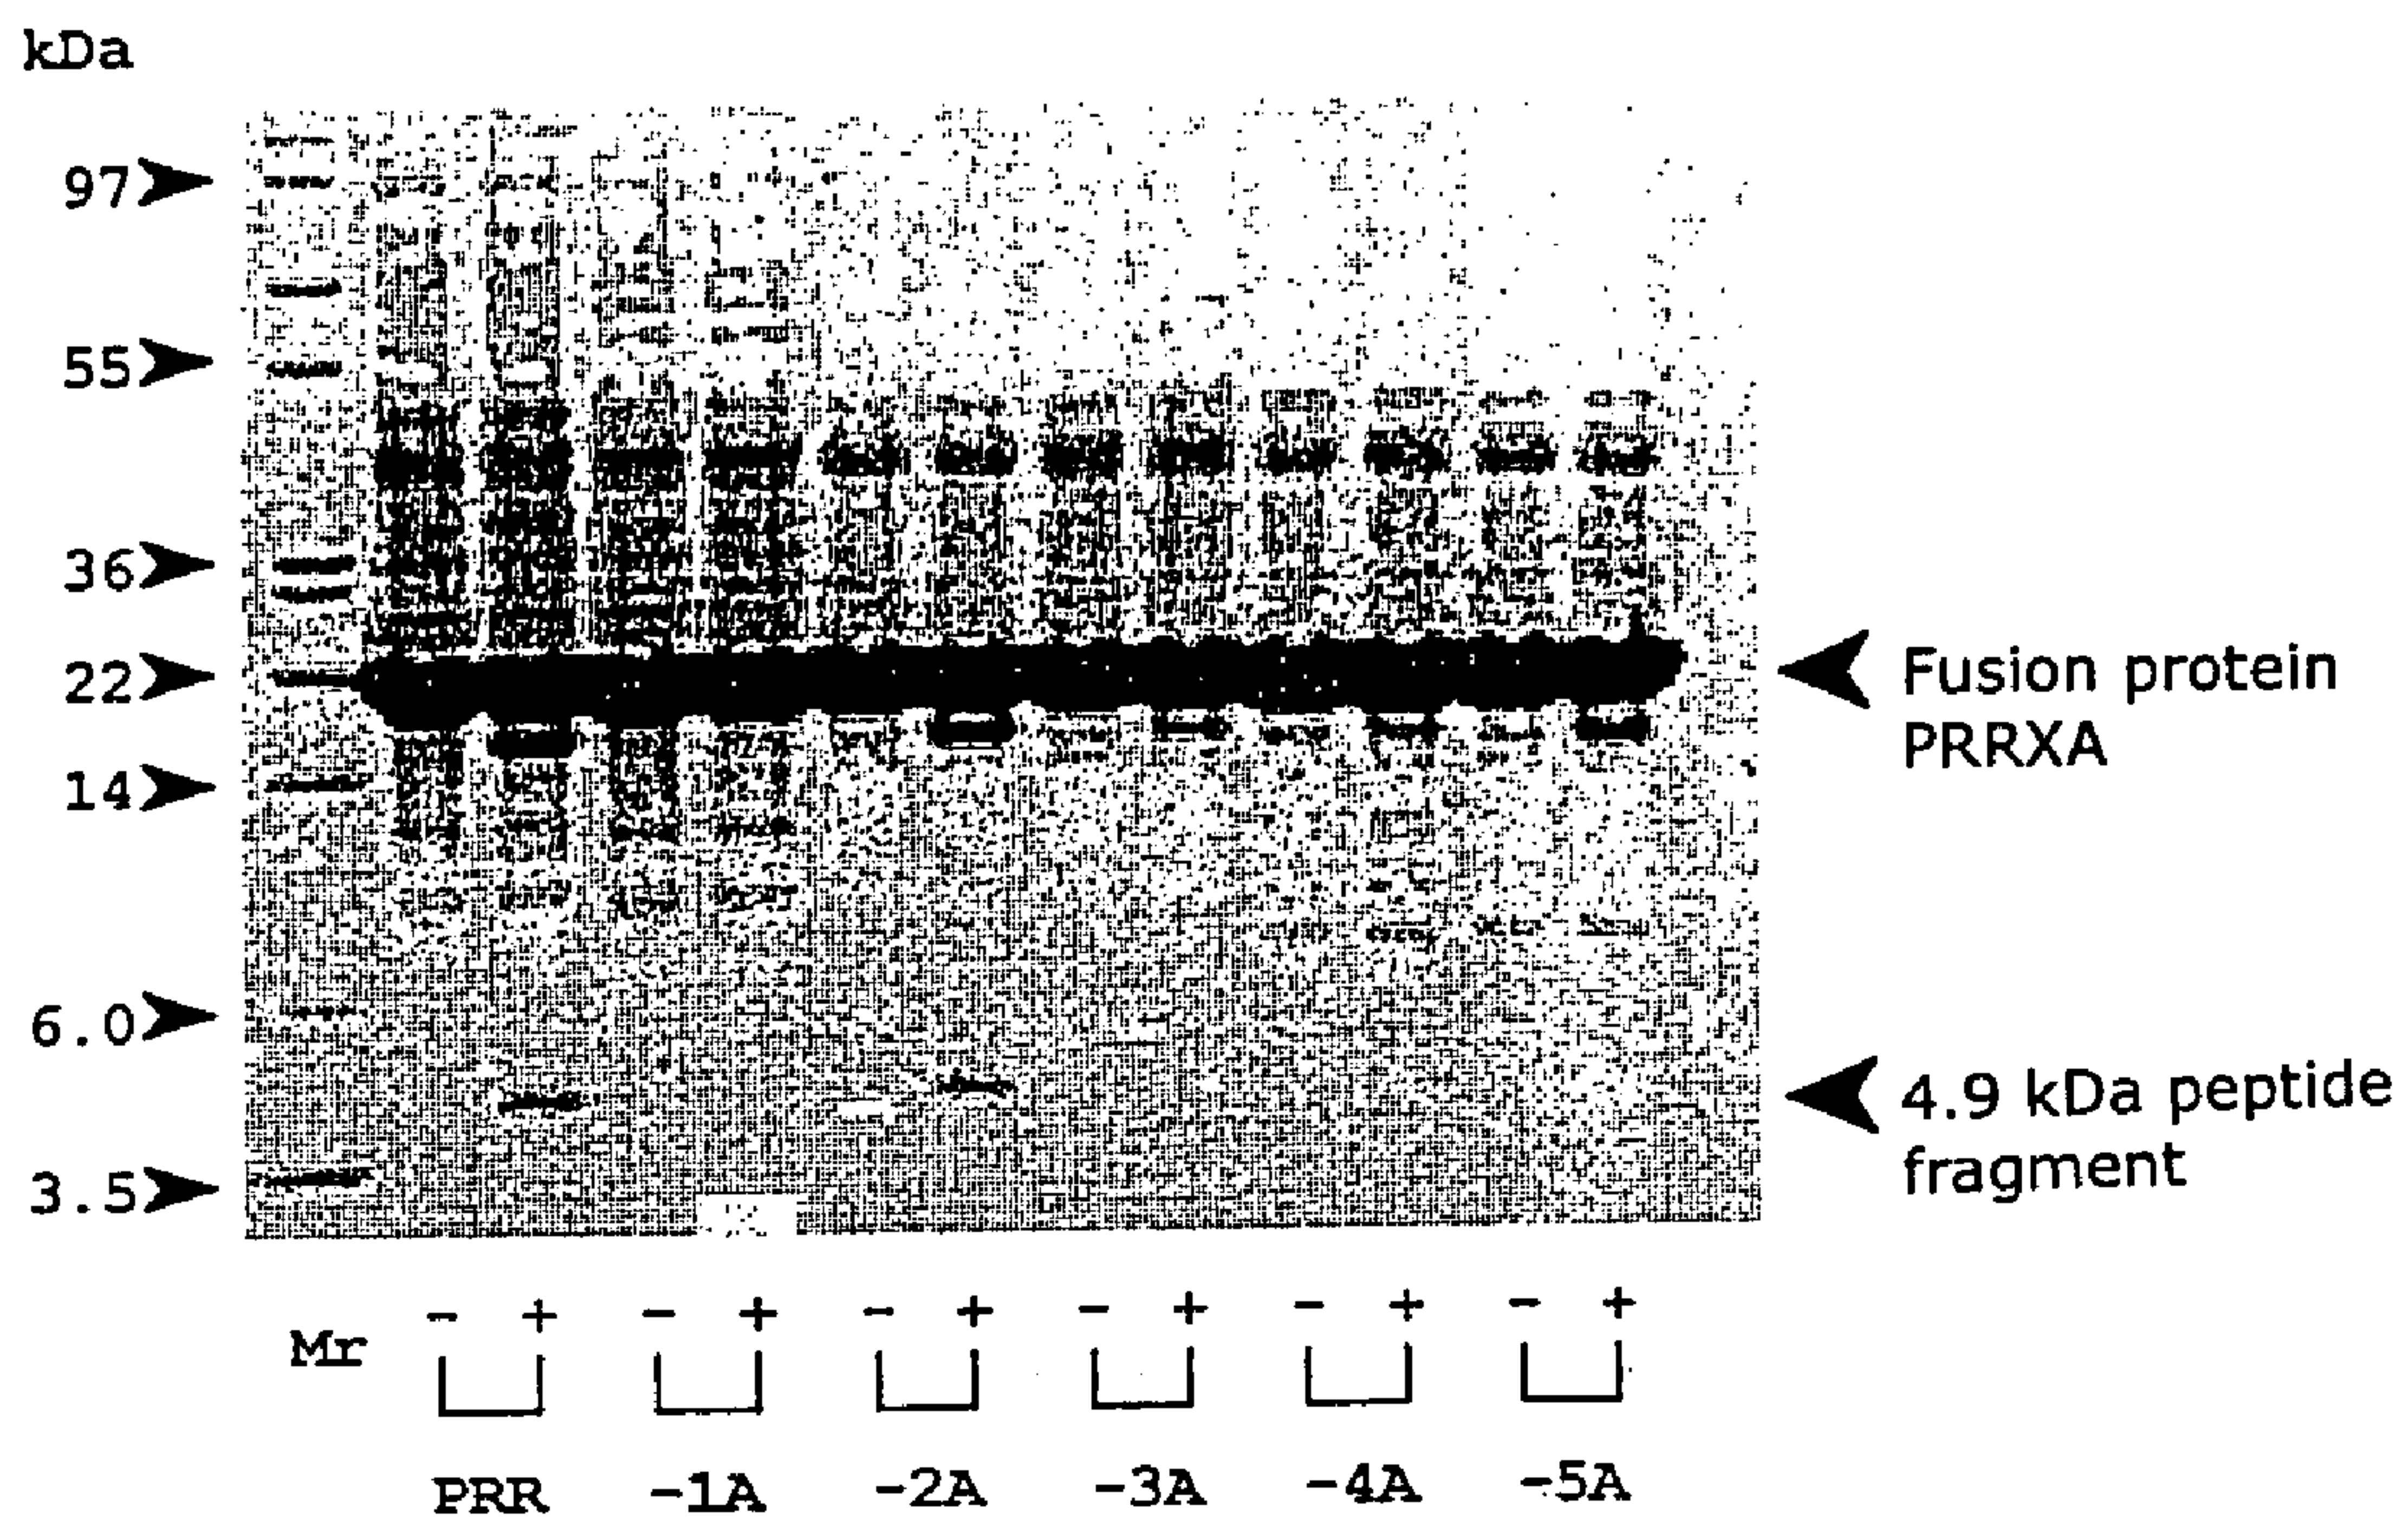 kDa
97
55
36
22
14
6.0
3.5
Fusion protein
PRRXA
4.9 kDa peptide
fragment
Mr - + - + - + - + - + - +
PRR -1A -2A -3A -4A -5A